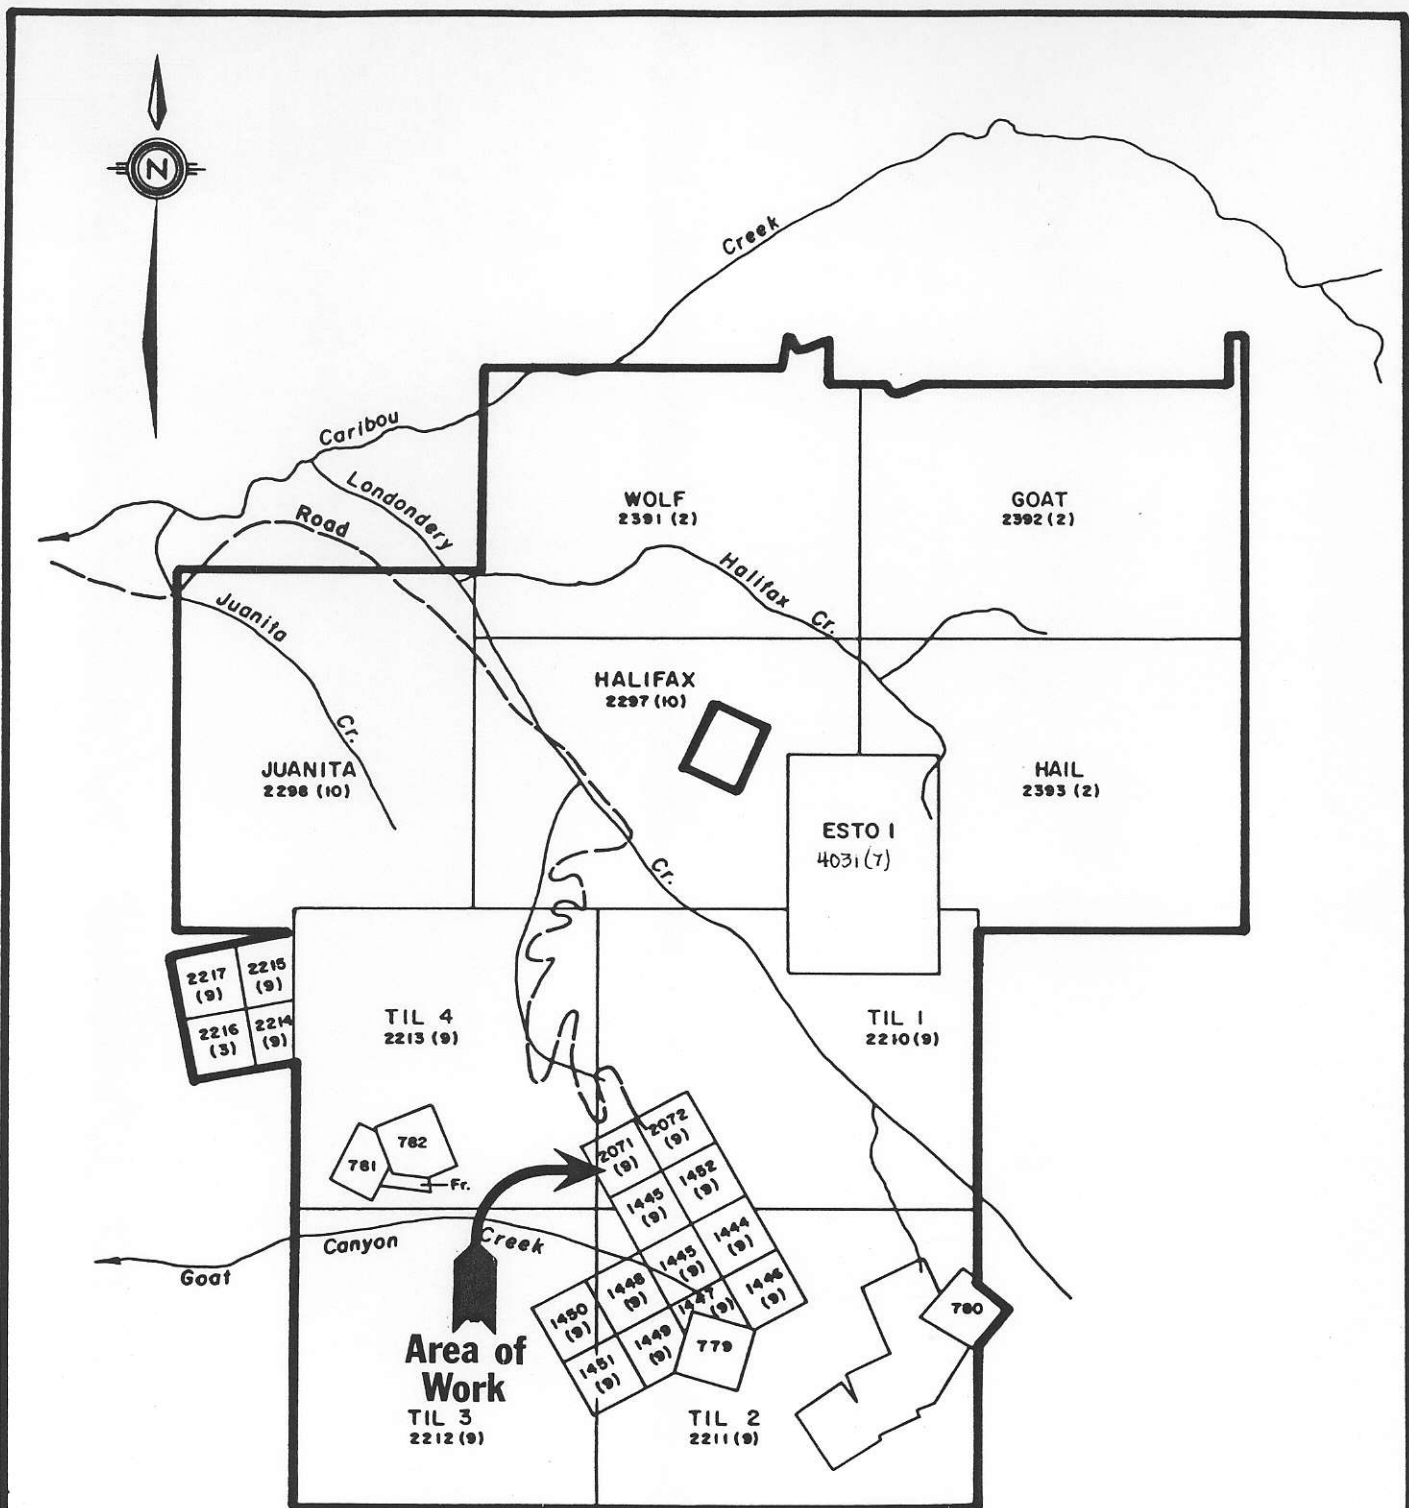 N
Creek
Caribou
Londondery
Road
WOLF
2391 (2)
GOAT
2392 (2)
Halifax
Cr.
Juanita
Cr.
HALIFAX
2297 (10)
JUANITA
2298 (10)
HAIL
2393 (2)
ESTO 1
4031(7)
Cr.
2217
(9)
2215
(9)
2216
(3)
2214
(9)
TIL 4
2213 (9)
TIL 1
2210(9)
782
781
Fr.
2071
(9)
2072
(9)
1445
(9)
1452
(9)
1445
(9)
1444
(9)
1448
(9)
1447
(9)
1446
(9)
1450
(9)
1449
(9)
1451
(9)
779
780
Goat
Canyon
Creek
Area of
Work
TIL 3
2212 (9)
TIL 2
2211 (9)